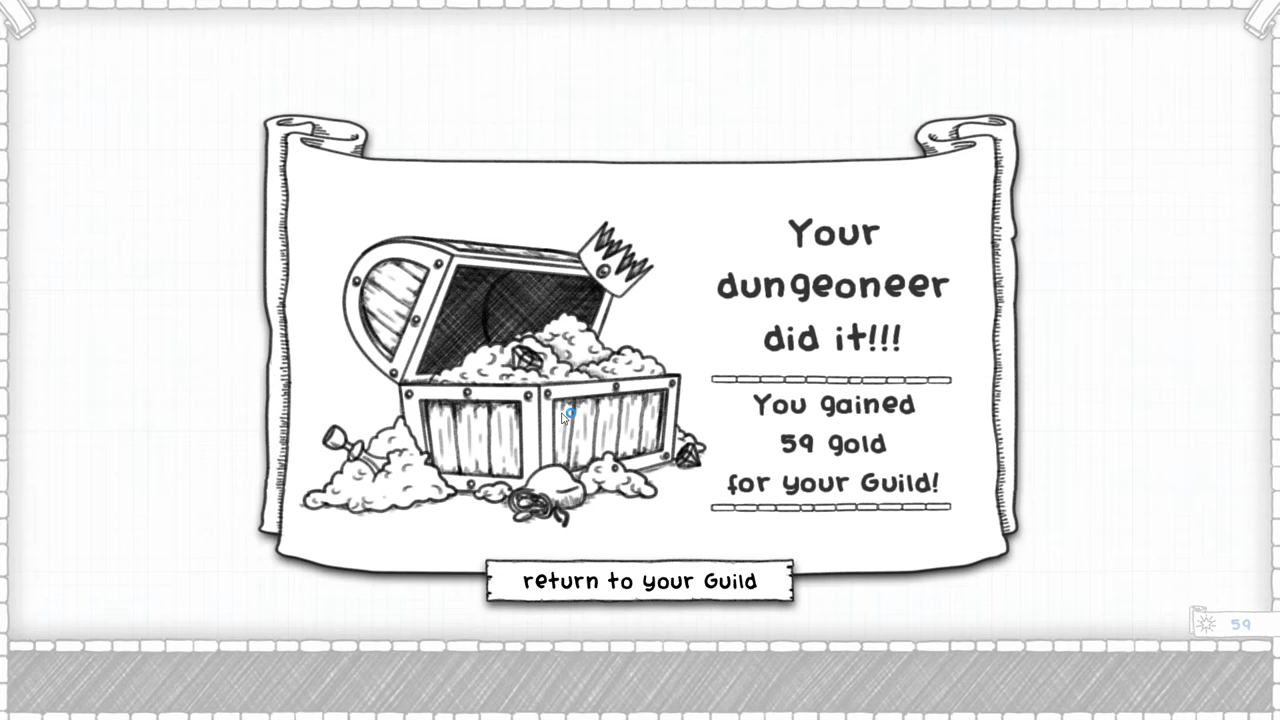 Your
dungeoneer
did it!!!
You gained
59 gold
for your Guild!
return to your Guild
59